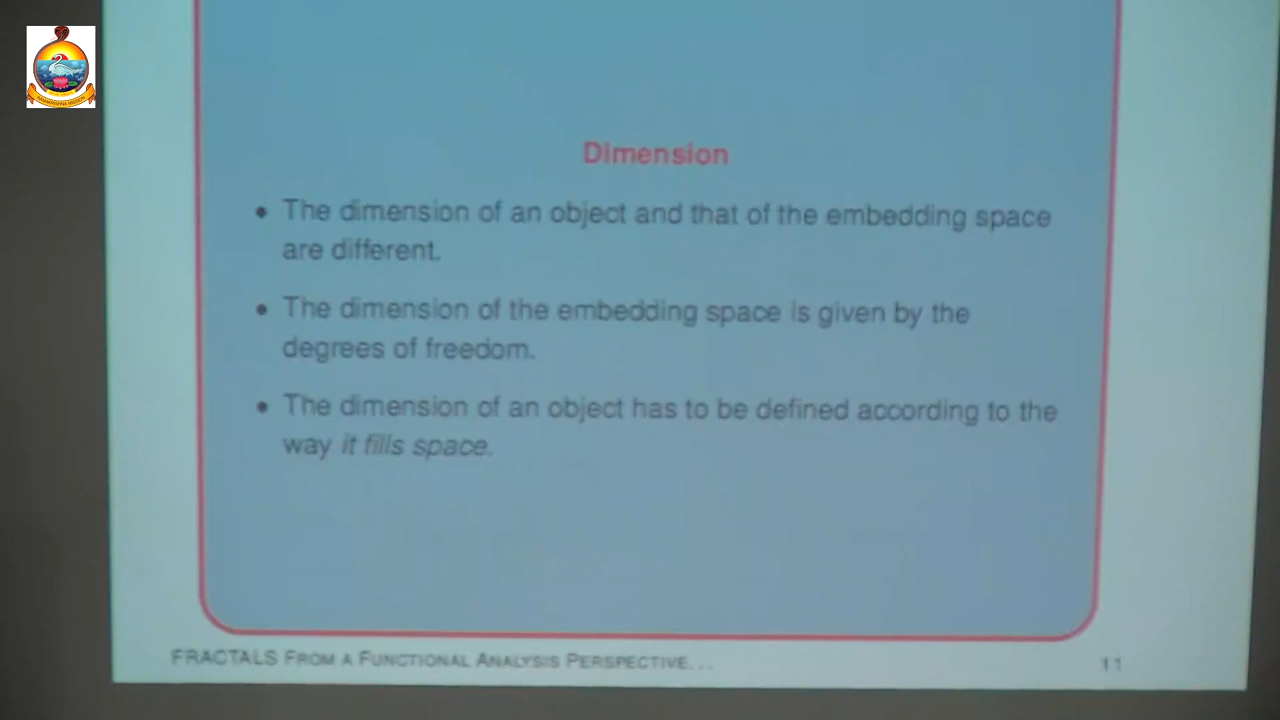 Dimension
• The dimension of an object and that of the embedding space
are different.
• The dimension of the embedding space is given by the
degrees of freedom.
• The dimension of an object has to be defined according to the
way it fills space.
FRACTALS FROM A FUNCTIONAL ANALYSIS PERSPECTIVE...
11